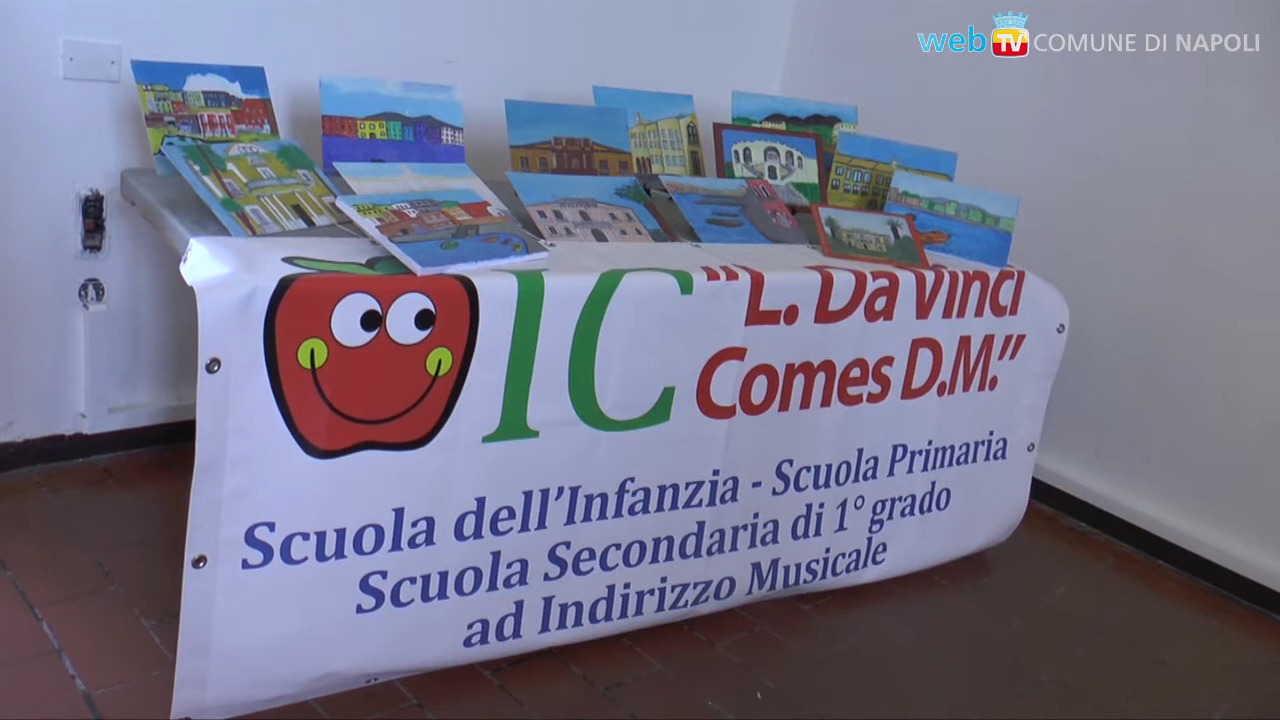 web TV COMUNE DI NAPOLI
IC "L. Da Vinci
Comes D.M."
Scuola dell'Infanzia - Scuola Primaria
Scuola Secondaria di 1° grado
ad Indirizzo Musicale